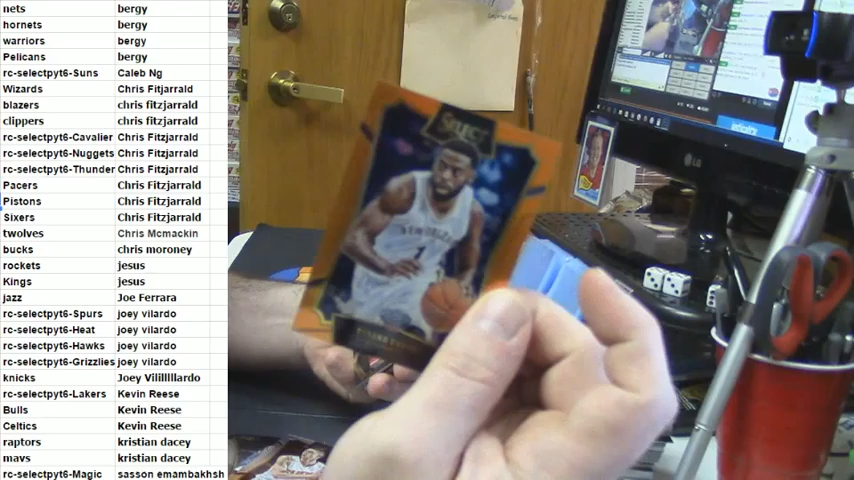 nets bergy
hornets bergy
warriors bergy
Pelicans bergy
rc-selectpyt6-Suns Caleb Ng
Wizards Chris Fitjarrald
blazers chris fitzjarrald
clippers chris fitzjarrald
rc-selectpyt6-Cavalier Chris Fitzjarrald
rc-selectpyt6-Nuggets Chris Fitzjarrald
rc-selectpyt6-Thunder Chris Fitzjarrald
Pacers Chris Fitzjarrald
Pistons Chris Fitzjarrald
Sixers Chris Fitzjarrald
twolves Chris Mcmackin
bucks chris moroney
rockets jesus
Kings jesus
jazz Joe Ferrara
rc-selectpyt6-Spurs joey vilardo
rc-selectpyt6-Heat joey vilardo
rc-selectpyt6-Hawks joey vilardo
rc-selectpyt6-Grizzlies joey vilardo
knicks Joey Vilillllardo
rc-selectpyt6-Lakers Kevin Reese
Bulls Kevin Reese
Celtics Kevin Reese
raptors kristian dacey
mavs kristian dacey
rc-selectpyt6-Magic sasson emambakhsh
SELECT
NEW ORLEANS
1
LG